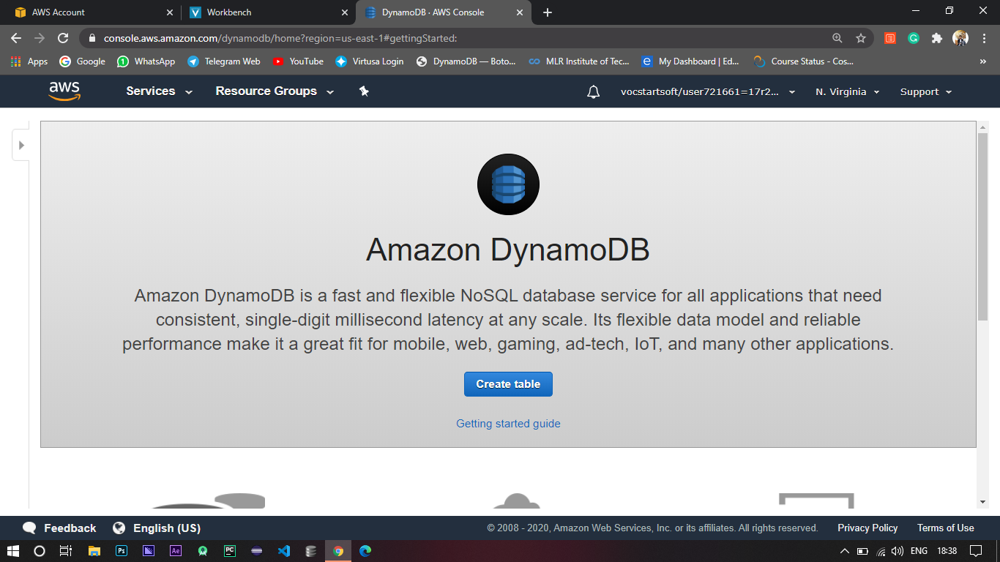 AWS Account
Workbench
DynamoDB · AWS Console
console.aws.amazon.com/dynamodb/home?region=us-east-1#gettingStarted:
Apps Google WhatsApp Telegram Web YouTube Virtusa Login DynamoDB — Boto... MLR Institute of Tec... My Dashboard | Ed... Course Status - Cos... »
aws Services Resource Groups vocstartsoft/user721661=17r2... N. Virginia Support
Amazon DynamoDB
Amazon DynamoDB is a fast and flexible NoSQL database service for all applications that need
consistent, single-digit millisecond latency at any scale. Its flexible data model and reliable
performance make it a great fit for mobile, web, gaming, ad-tech, IoT, and many other applications.
Create table
Getting started guide
Feedback English (US) © 2008 - 2020, Amazon Web Services, Inc. or its affiliates. All rights reserved. Privacy Policy Terms of Use
Ps Ae PC ENG 18:38